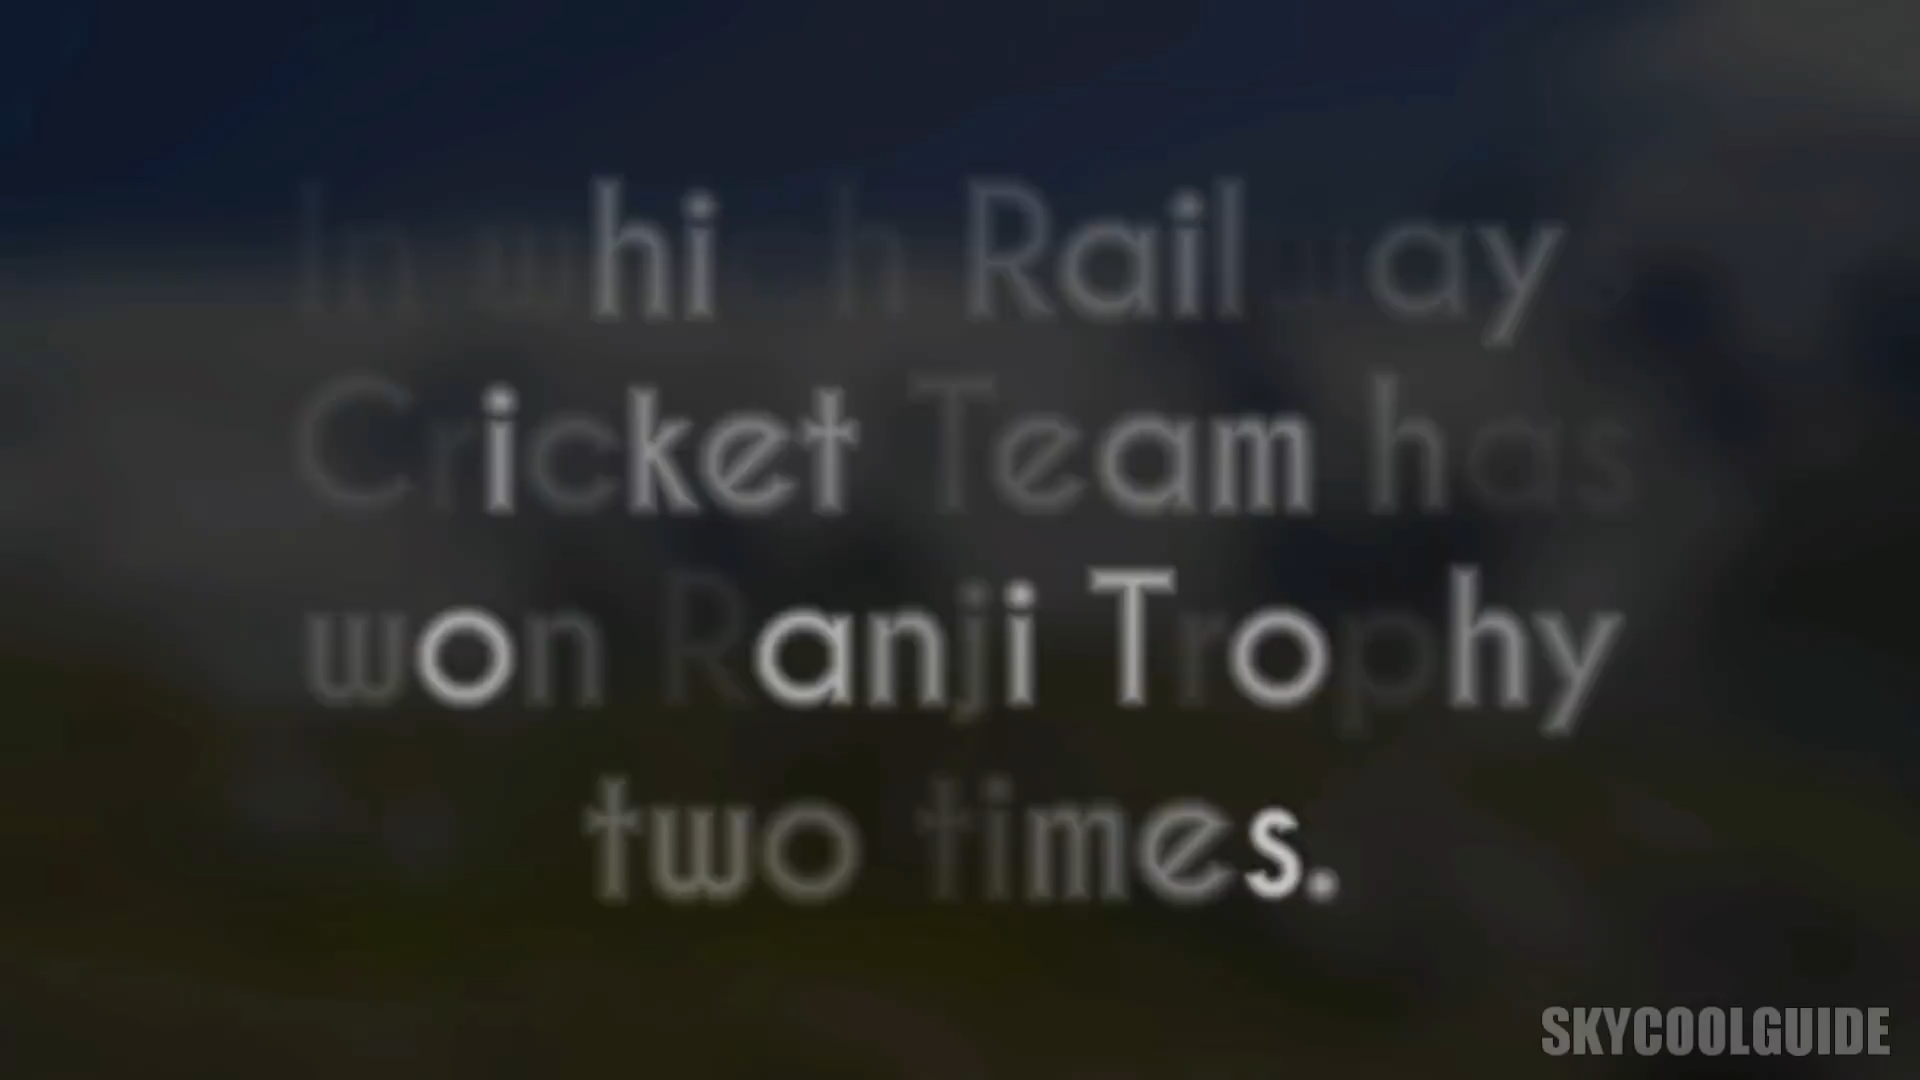 In which Railway
Cricket Team has
won Ranji Trophy
two times.
SKYCOOLGUIDE